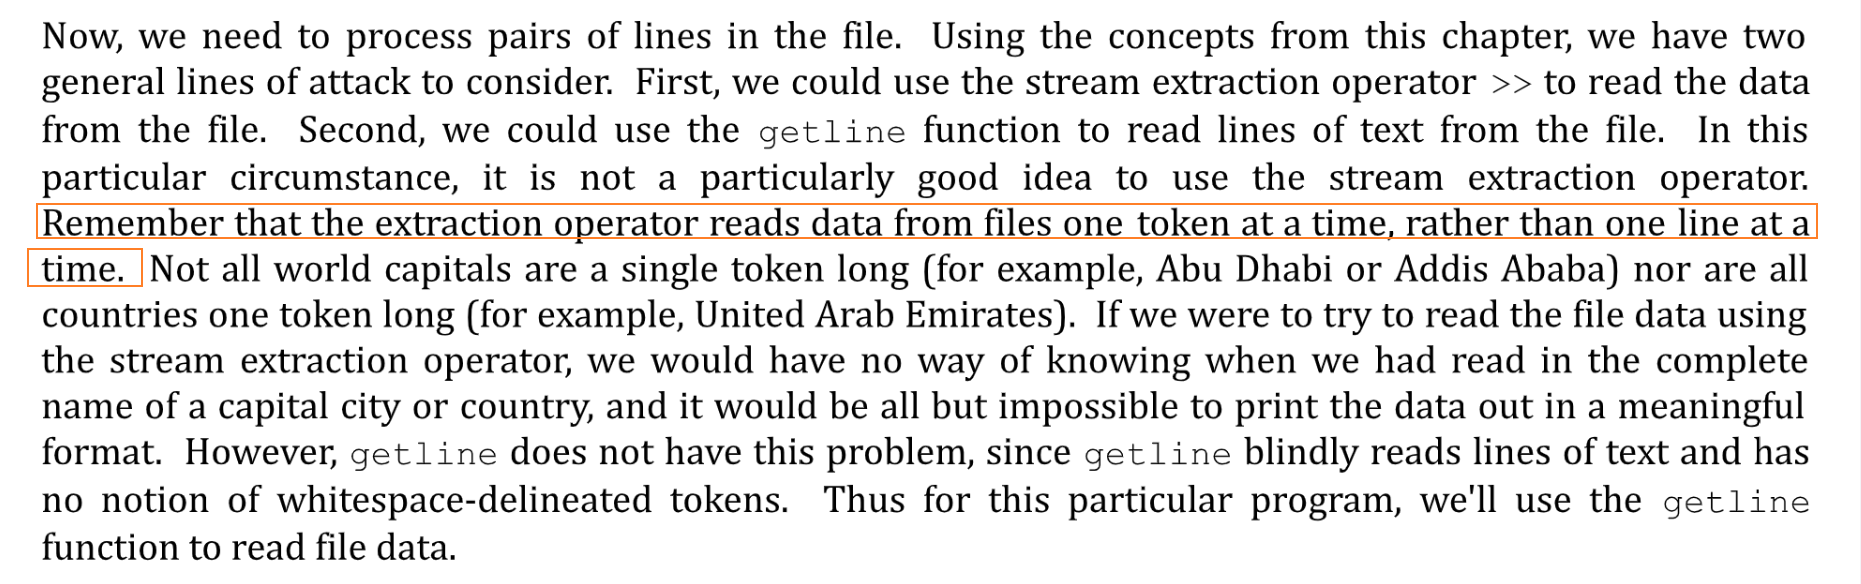 Now, we need to process pairs of lines in the file.  Using the concepts from this chapter, we have two
general lines of attack to consider.  First, we could use the stream extraction operator >> to read the data
from the file.  Second, we could use the getline function to read lines of text from the file.  In this
particular circumstance, it is not a particularly good idea to use the stream extraction operator.
Remember that the extraction operator reads data from files one token at a time, rather than one line at a
time.  Not all world capitals are a single token long (for example, Abu Dhabi or Addis Ababa) nor are all
countries one token long (for example, United Arab Emirates).  If we were to try to read the file data using
the stream extraction operator, we would have no way of knowing when we had read in the complete
name of a capital city or country, and it would be all but impossible to print the data out in a meaningful
format.  However, getline does not have this problem, since getline blindly reads lines of text and has
no notion of whitespace-delineated tokens.  Thus for this particular program, we'll use the getline
function to read file data.